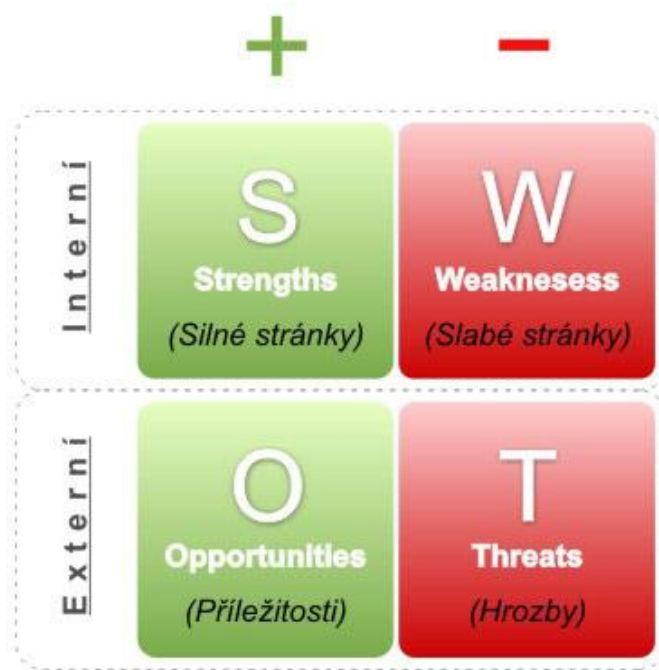 + −
Interní
S
Strengths
(Silné stránky)
W
Weaknesess
(Slabé stránky)
Externí
O
Opportunities
(Příležitosti)
T
Threats
(Hrozby)